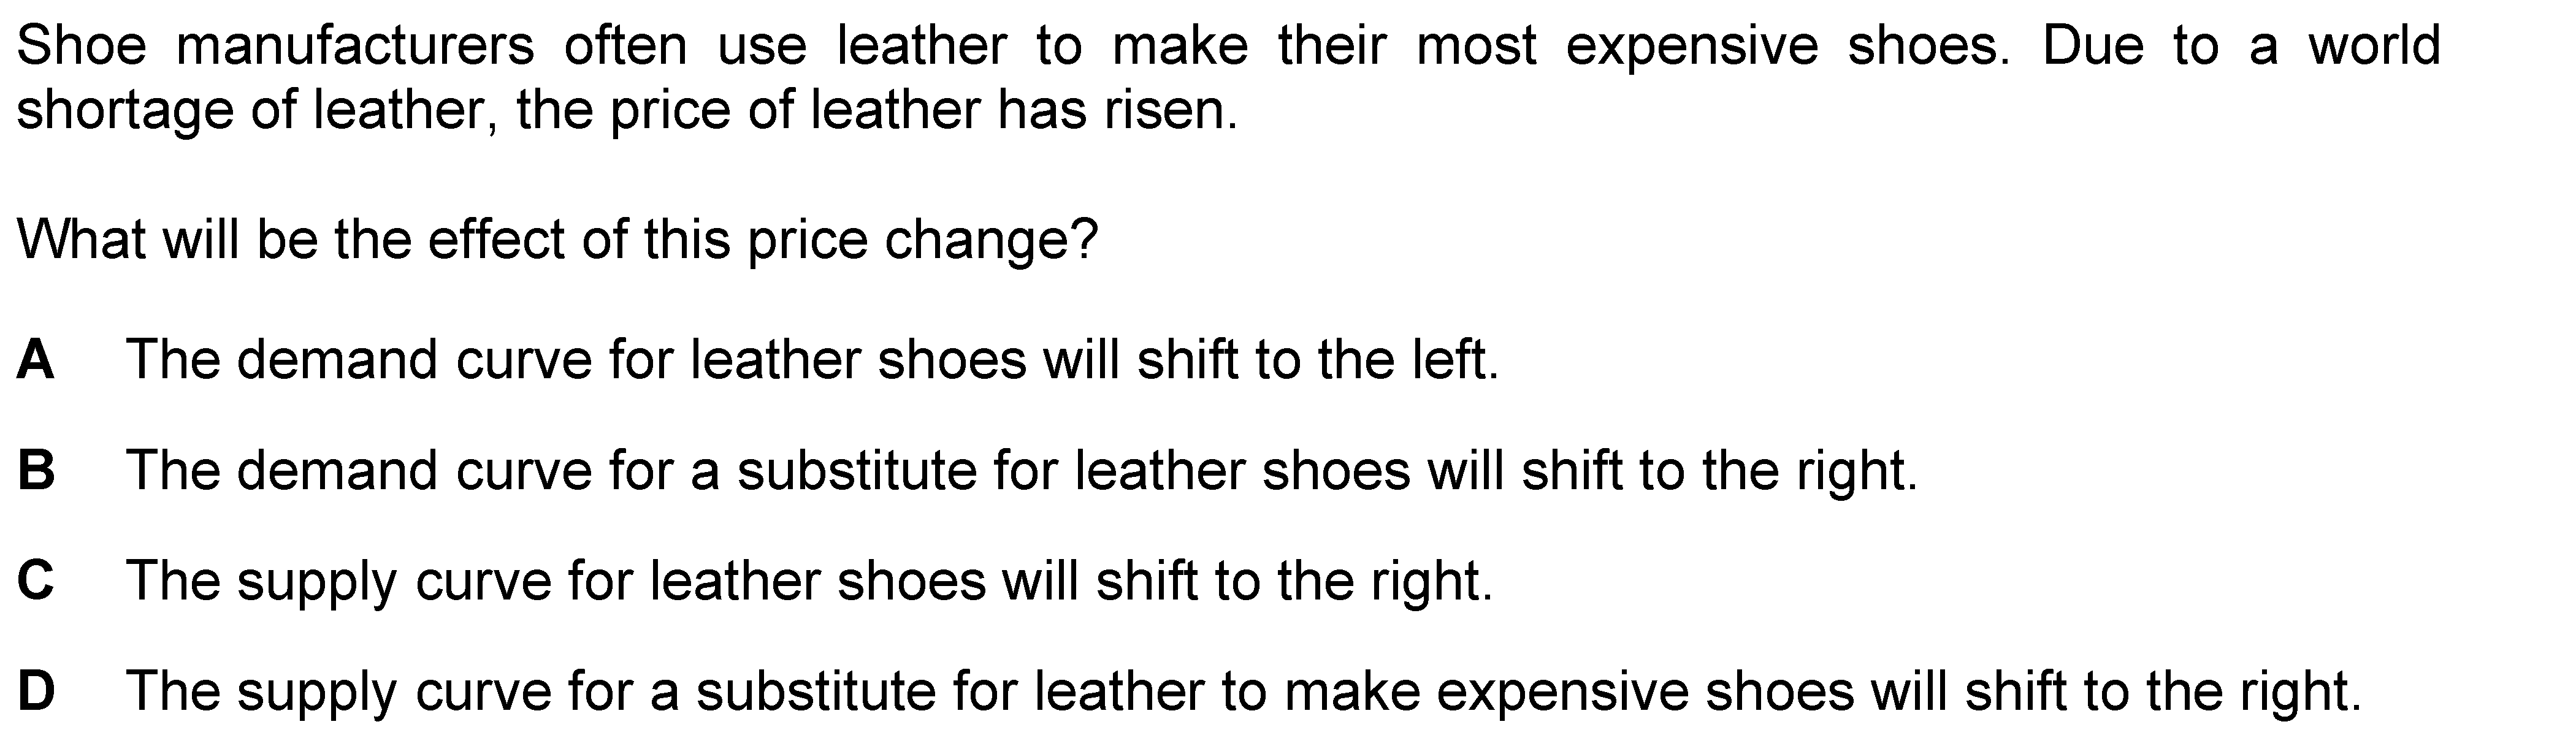 Shoe manufacturers often use leather to make their most expensive shoes. Due to a world
shortage of leather, the price of leather has risen.
What will be the effect of this price change?
A The demand curve for leather shoes will shift to the left.
B The demand curve for a substitute for leather shoes will shift to the right.
C The supply curve for leather shoes will shift to the right.
D The supply curve for a substitute for leather to make expensive shoes will shift to the right.